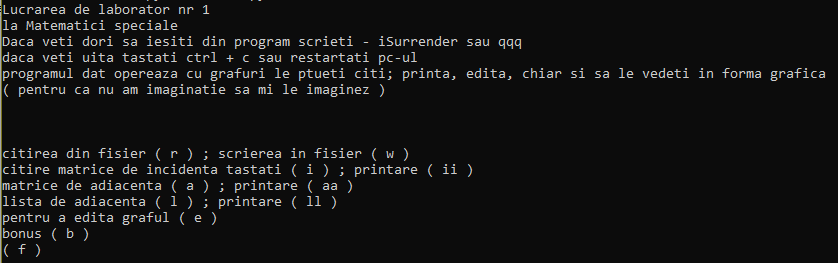 Lucrarea de laborator nr 1
la Matematici speciale
Daca veti dori sa iesiti din program scrieti - iSurrender sau qqq
daca veti uita tastati ctrl + c sau restartati pc-ul
programul dat opereaza cu grafuri le ptueti citi; printa, edita, chiar si sa le vedeti in forma grafica
( pentru ca nu am imaginatie sa mi le imaginez )
citirea din fisier ( r ) ; scrierea in fisier ( w )
citire matrice de incidenta tastati ( i ) ; printare ( ii )
matrice de adiacenta ( a ) ; printare ( aa )
lista de adiacenta ( l ) ; printare ( ll )
pentru a edita graful ( e )
bonus ( b )
( f )